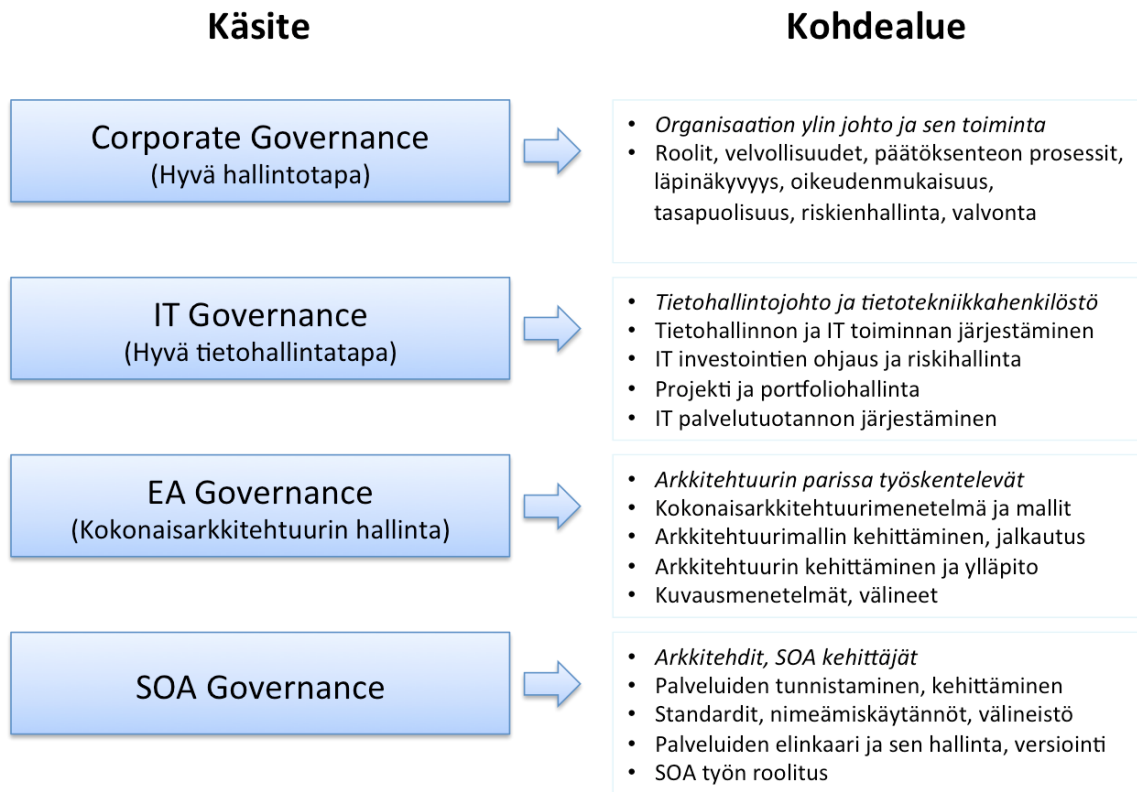 Käsite
Kohdealue
Corporate Governance
(Hyvä hallintotapa)
• Organisaation ylin johto ja sen toiminta
• Roolit, velvollisuudet, päätöksenteon prosessit,
läpinäkyvyys, oikeudenmukaisuus,
tasapuolisuus, riskienhallinta, valvonta
IT Governance
(Hyvä tietohallintatapa)
• Tietohallintojohto ja tietotekniikkahenkilöstö
• Tietohallinnon ja IT toiminnan järjestäminen
• IT investointien ohjaus ja riskihallinta
• Projekti ja portfoliohallinta
• IT palvelutuotannon järjestäminen
EA Governance
(Kokonaisarkkitehtuurin hallinta)
• Arkkitehtuurin parissa työskentelevät
• Kokonaisarkkitehtuurimenetelmä ja mallit
• Arkkitehtuurimallin kehittäminen, jalkautus
• Arkkitehtuurin kehittäminen ja ylläpito
• Kuvausmenetelmät, välineet
SOA Governance
• Arkkitehdit, SOA kehittäjät
• Palveluiden tunnistaminen, kehittäminen
• Standardit, nimeämiskäytännöt, välineistö
• Palveluiden elinkaari ja sen hallinta, versiointi
• SOA työn roolitus